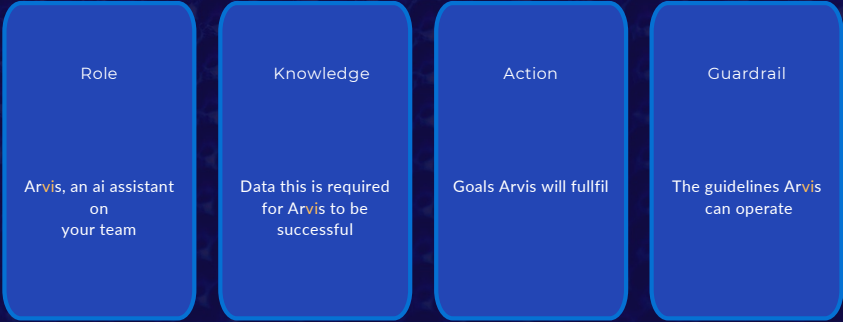 Role
Arvis, an ai assistant
on
your team
Knowledge
Data this is required
for Arvis to be
successful
Action
Goals Arvis will fullfil
Guardrail
The guidelines Arvis
can operate